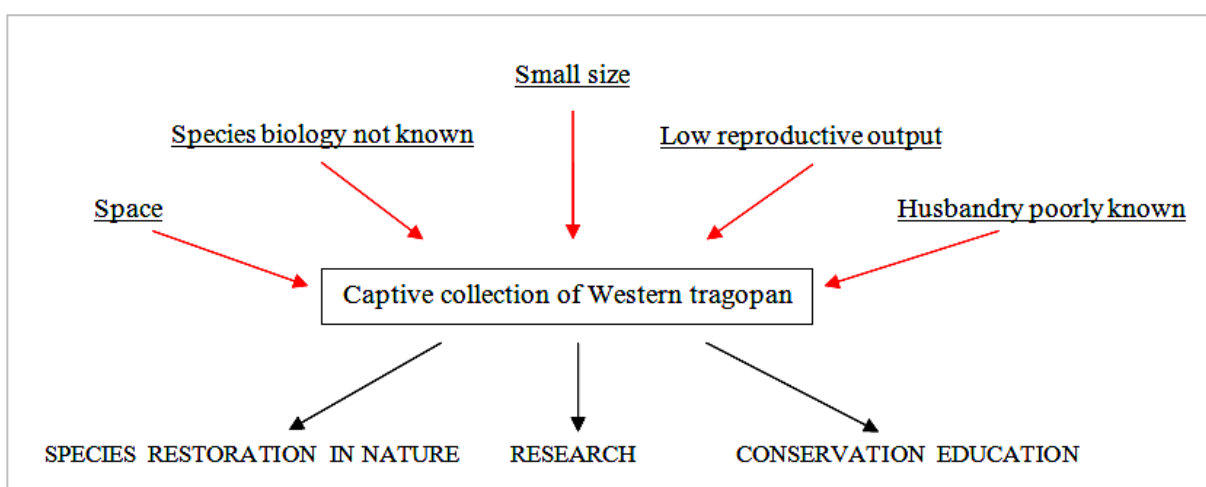 Small size
Species biology not known
Low reproductive output
Space
Husbandry poorly known
Captive collection of Western tragopan
SPECIES RESTORATION IN NATURE
RESEARCH
CONSERVATION EDUCATION